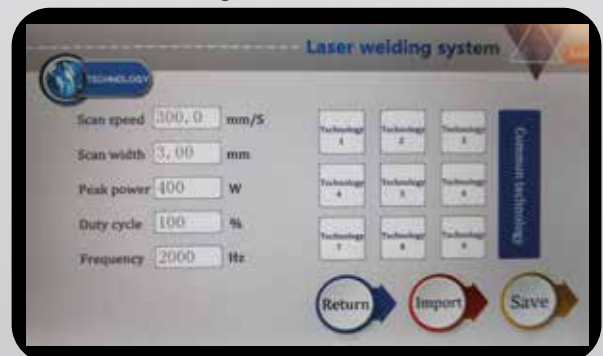 Laser welding system
TECHNOLOGY
Scan speed 300.0 mm/S
Scan width 3.00 mm
Peak power 400 W
Duty cycle 100 %
Frequency 2000 Hz
Technology 1
Technology 2
Technology 3
Technology 4
Technology 5
Technology 6
Technology 7
Technology 8
Technology 9
Commun technology
Return
Import
Save